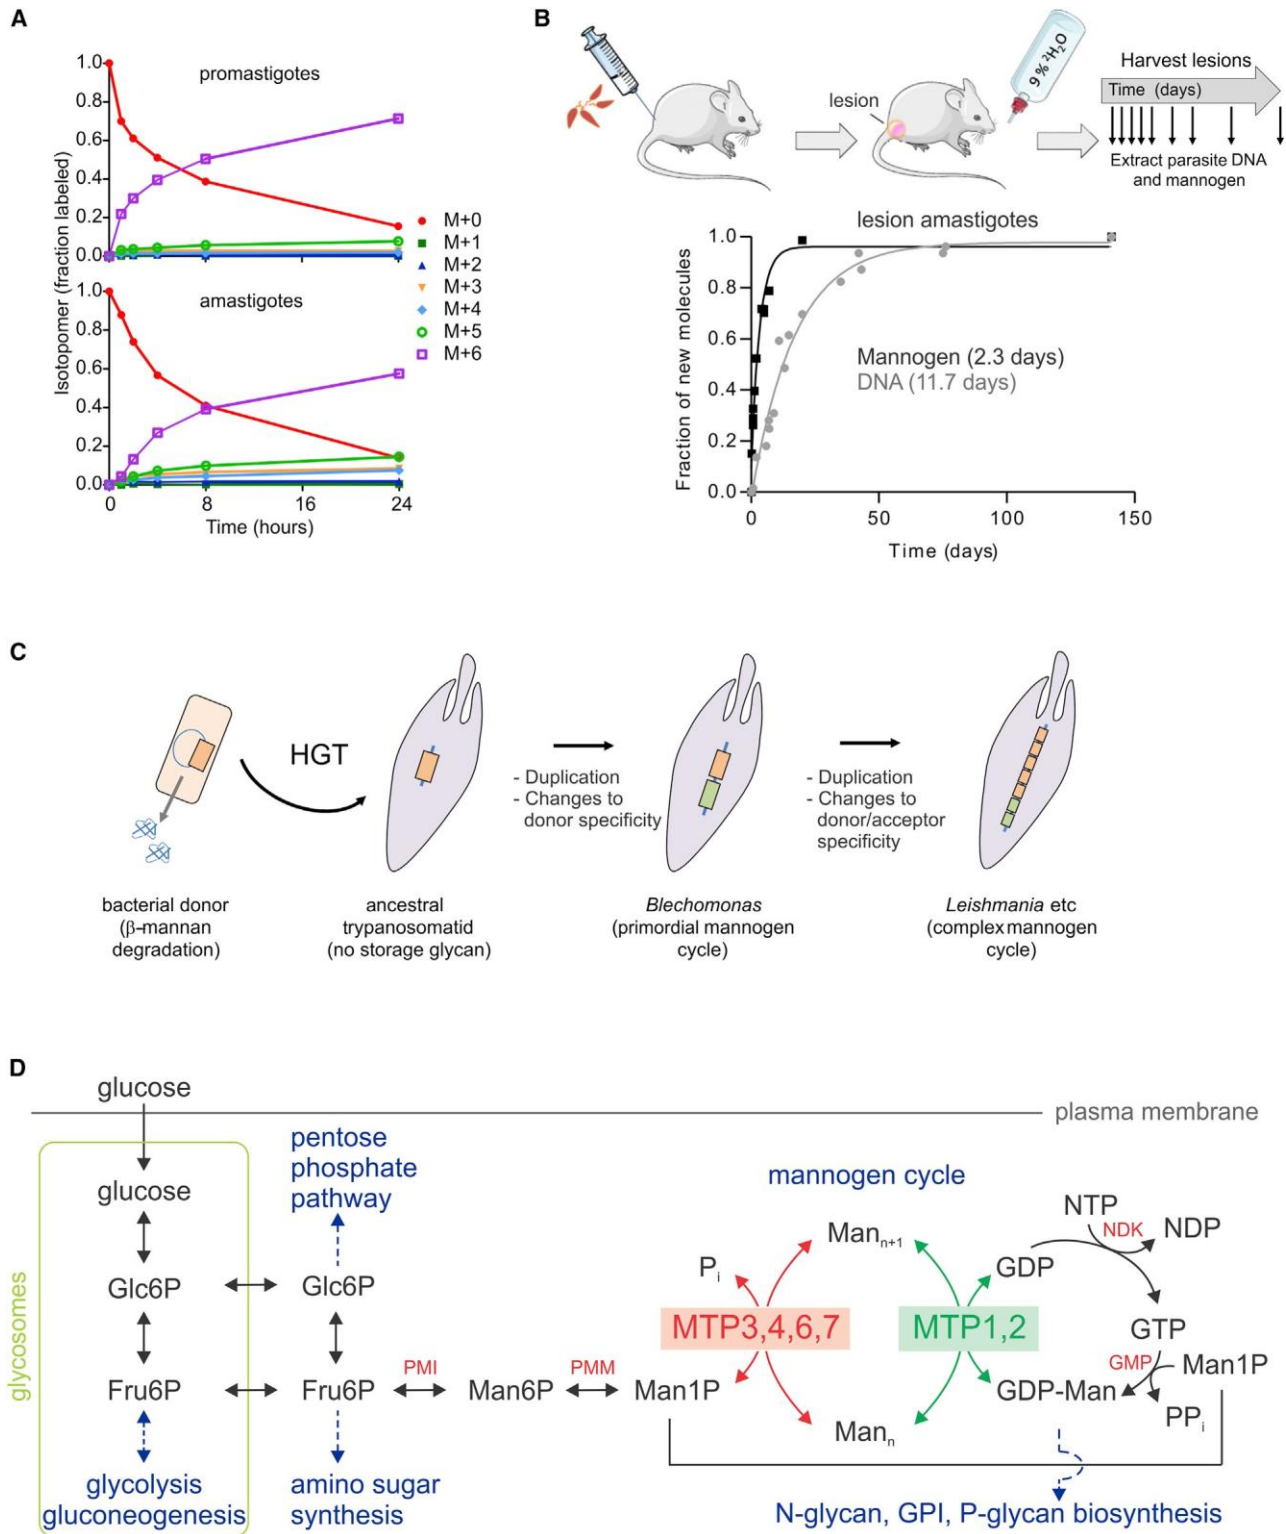 A
1.0
0.8
0.6
0.4
0.2
0.0
promastigotes
Isotopomer (fraction labeled)
M+0
M+1
M+2
M+3
M+4
M+5
M+6
1.0
0.8
0.6
0.4
0.2
0.0
amastigotes
0
8
16
24
Time (hours)
B
9 % ²H₂O
lesion
Harvest lesions
Time (days)
Extract parasite DNA
and mannogen
lesion amastigotes
1.0
0.8
0.6
0.4
0.2
0.0
Fraction of new molecules
Mannogen (2.3 days)
DNA (11.7 days)
0
50
100
150
Time (days)
C
HGT
- Duplication
- Changes to
donor specificity
- Duplication
- Changes to
donor/acceptor
specificity
bacterial donor
(β-mannan
degradation)
ancestral
trypanosomatid
(no storage glycan)
Blechomonas
(primordial mannogen
cycle)
Leishmania etc
(complex mannogen
cycle)
D
glucose
plasma membrane
glycosomes
glucose
Glc6P
Fru6P
glycolysis
gluconeogenesis
pentose
phosphate
pathway
Glc6P
Fru6P
amino sugar
synthesis
PMI
Man6P
PMM
Man1P
mannogen cycle
Manₙ₊₁
Pᵢ
MTP3,4,6,7
MTP1,2
Manₙ
GDP
NTP
NDK
NDP
GTP
GMP
Man1P
GDP-Man
PPᵢ
N-glycan, GPI, P-glycan biosynthesis